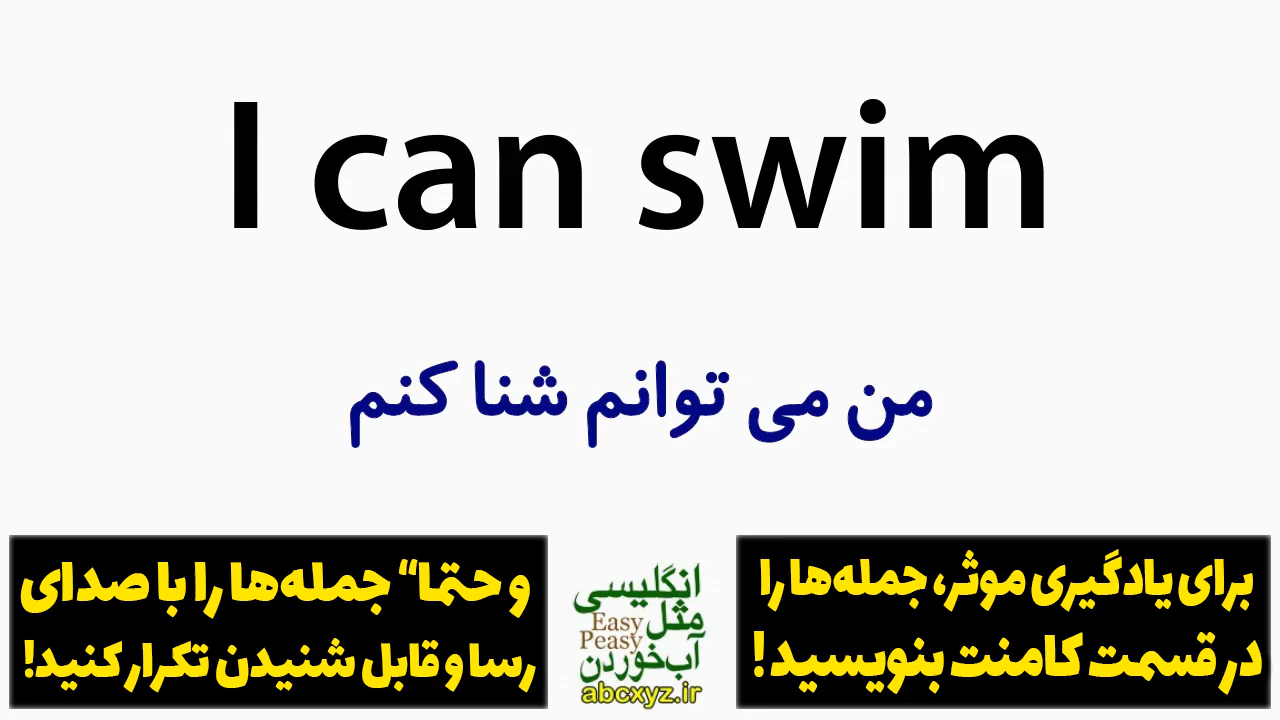 I can swim
من می توانم شنا کنم
برای یادگیری موثر، جمله‌ها را
در قسمت کامنت بنویسید!
و حتما“ جمله‌ها را با صدای
رسا و قابل شنیدن تکرار کنید!
انگلیسی
مثل
Easy
Peasy
آب‌خوردن
abcxyz.ir